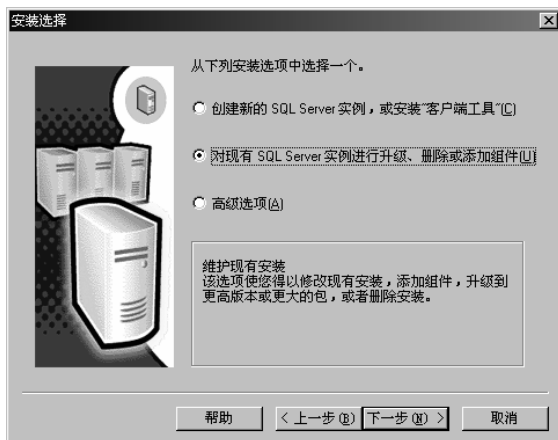 安装选择
从下列安装选项中选择一个。
创建新的 SQL Server 实例，或安装"客户端工具"(C)
对现有 SQL Server 实例进行升级、删除或添加组件(U)
高级选项(A)
维护现有安装
该选项使您得以修改现有安装，添加组件，升级到
更高版本或更大的包，或者删除安装。
帮助
< 上一步(B)
下一步(N) >
取消